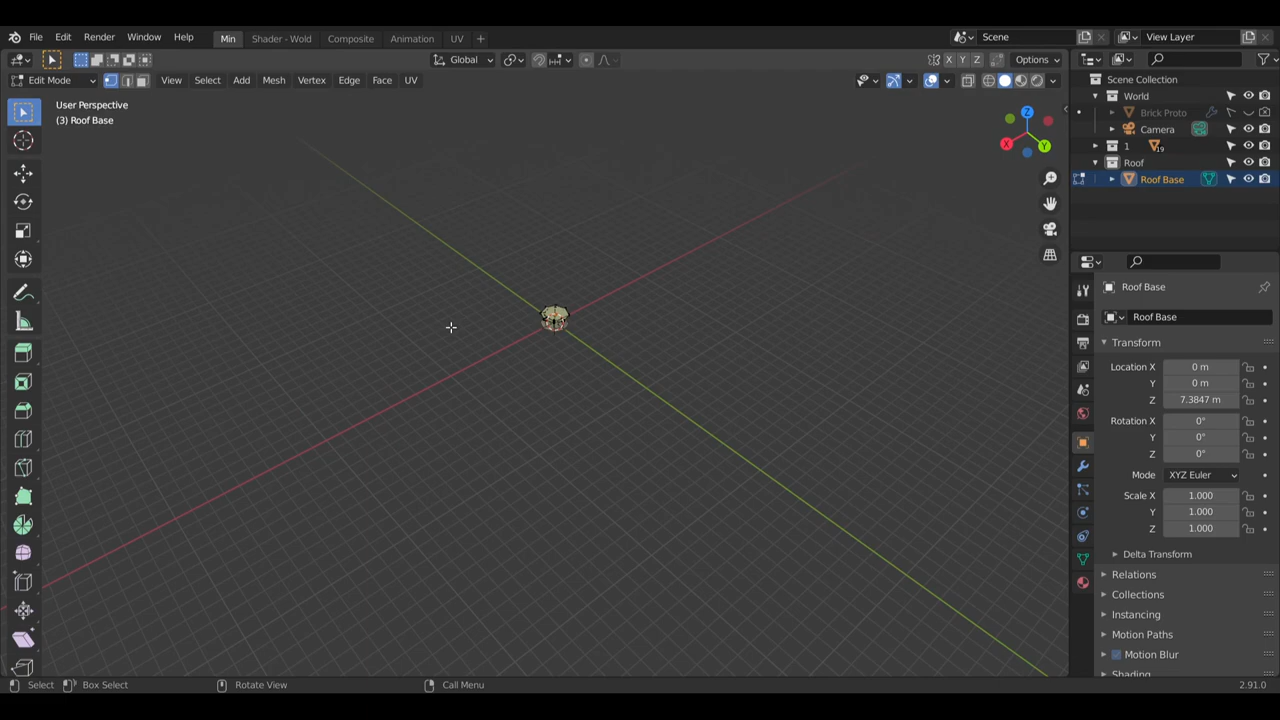 File Edit Render Window Help Min Shader - Wold Composite Animation UV Scene View Layer
Global X Y Z Options
Edit Mode View Select Add Mesh Vertex Edge Face UV
User Perspective
(3) Roof Base
Z
X
Y
Scene Collection
World
Brick Proto
Camera
1 19
Roof
Roof Base
Roof Base
Roof Base
Transform
Location X 0 m
Y 0 m
Z 7.3847 m
Rotation X 0°
Y 0°
Z 0°
Mode XYZ Euler
Scale X 1.000
Y 1.000
Z 1.000
Delta Transform
Relations
Collections
Instancing
Motion Paths
Motion Blur
Shading
Select Box Select Rotate View Call Menu 2.91.0